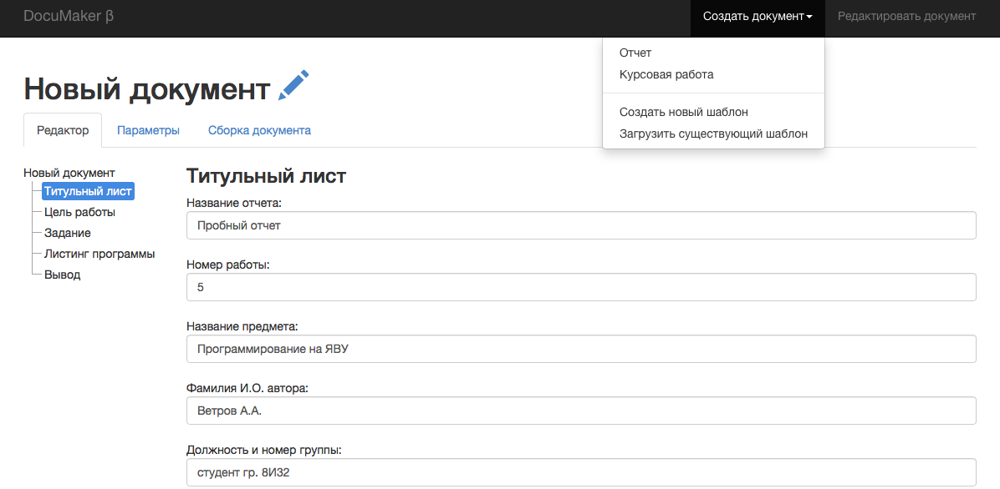 DocuMaker β
Создать документ
Редактировать документ
Отчет
Курсовая работа
Создать новый шаблон
Загрузить существующий шаблон
Новый документ
Редактор
Параметры
Сборка документа
Новый документ
Титульный лист
Цель работы
Задание
Листинг программы
Вывод
Титульный лист
Название отчета:
Пробный отчет
Номер работы:
5
Название предмета:
Программирование на ЯВУ
Фамилия И.О. автора:
Ветров А.А.
Должность и номер группы:
студент гр. 8И32